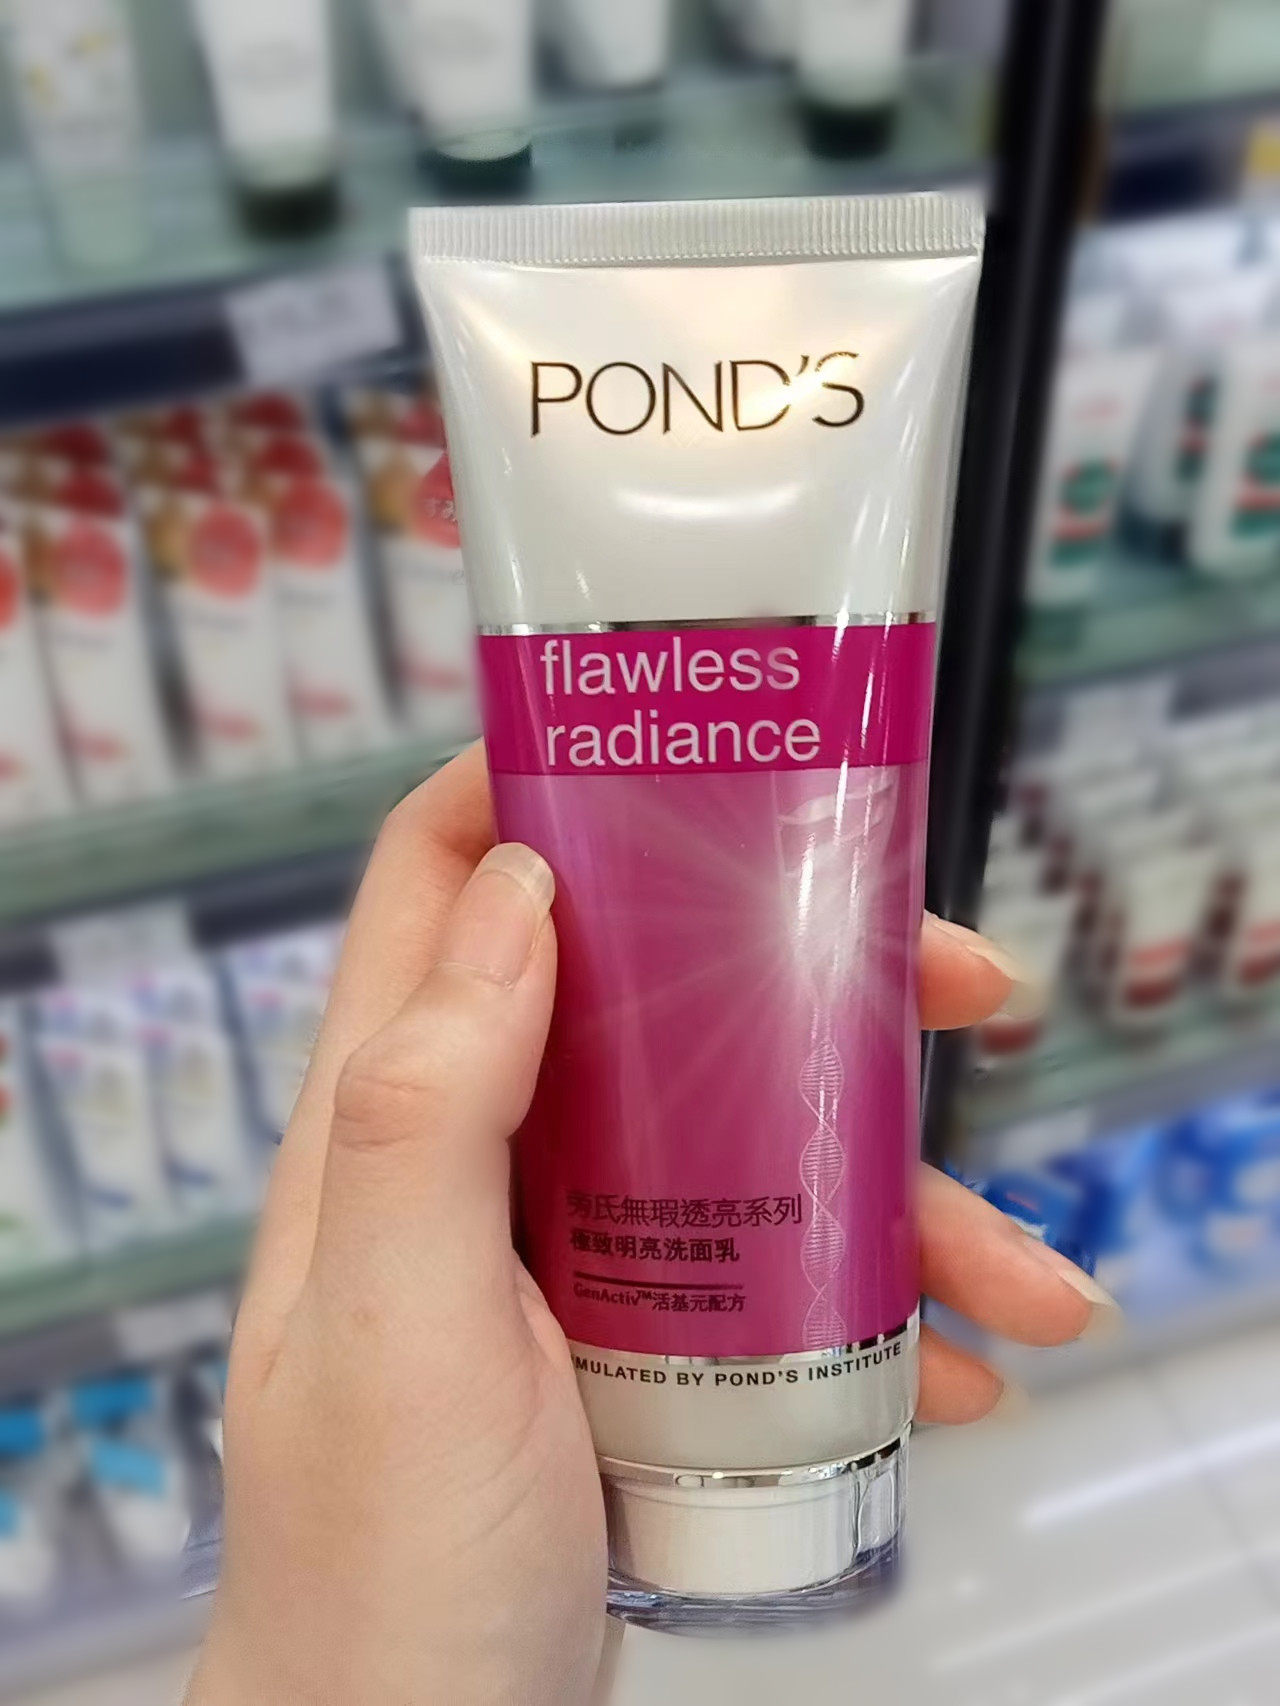 POND'S
flawless
radiance
旁氏無瑕透亮系列
極致明亮洗面乳
GenActiv™活基元配方
MULATED BY POND'S INSTITUTE